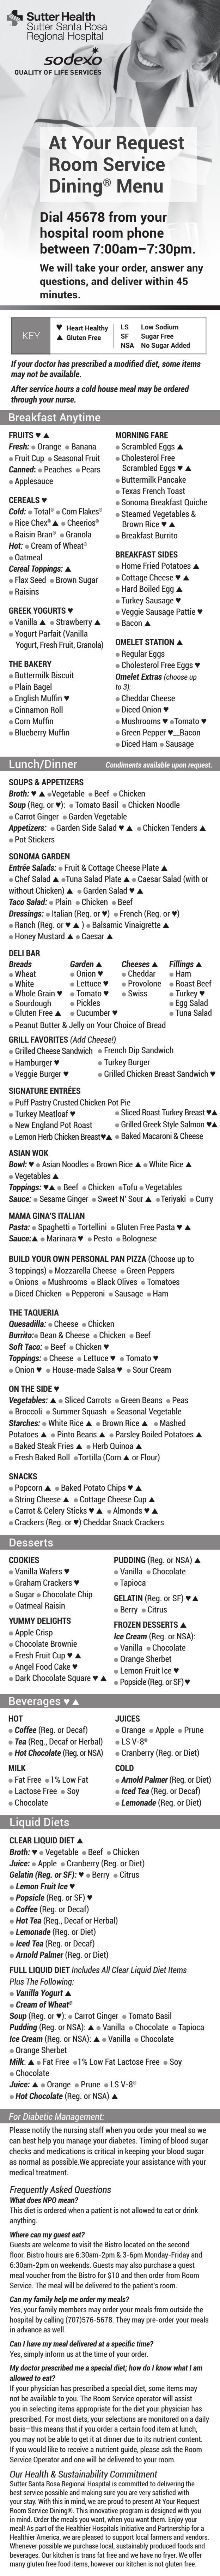 Sutter Health
Sutter Santa Rosa
Regional Hospital
sodexo
QUALITY OF LIFE SERVICES
At Your Request
Room Service
Dining® Menu
Dial 45678 from your
hospital room phone
between 7:00am–7:30pm.
We will take your order, answer any
questions, and deliver within 45
minutes.
KEY
♥ Heart Healthy LS Low Sodium
▲ Gluten Free SF Sugar Free
NSA No Sugar Added
If your doctor has prescribed a modified diet, some items
may not be available.
After service hours a cold house meal may be ordered
through your nurse.
Breakfast Anytime
FRUITS ♥ ▲
Fresh: ● Orange ● Banana
● Fruit Cup ● Seasonal Fruit
Canned: ● Peaches ● Pears
● Applesauce
CEREALS ♥
Cold: ● Total® ● Corn Flakes®
● Rice Chex® ▲ ● Cheerios®
● Raisin Bran® ● Granola
Hot: ● Cream of Wheat®
● Oatmeal
Cereal Toppings: ▲
● Flax Seed ● Brown Sugar
● Raisins
GREEK YOGURTS ♥
● Vanilla ▲ ● Strawberry ▲
● Yogurt Parfait (Vanilla
Yogurt, Fresh Fruit, Granola)
THE BAKERY
● Buttermilk Biscuit
● Plain Bagel
● English Muffin ♥
● Cinnamon Roll
● Corn Muffin
● Blueberry Muffin
MORNING FARE
● Scrambled Eggs ▲
● Cholesterol Free
Scrambled Eggs ♥ ▲
● Buttermilk Pancake
● Texas French Toast
● Sonoma Breakfast Quiche
● Steamed Vegetables &
Brown Rice ♥ ▲
● Breakfast Burrito
BREAKFAST SIDES
● Home Fried Potatoes ▲
● Cottage Cheese ♥ ▲
● Hard Boiled Egg ▲
● Turkey Sausage ♥
● Veggie Sausage Pattie ♥
● Bacon ▲
OMELET STATION ▲
● Regular Eggs
● Cholesterol Free Eggs ♥
Omelet Extras (choose up
to 3):
● Cheddar Cheese
● Diced Onion ♥
● Mushrooms ♥ ●Tomato ♥
● Green Pepper ♥__Bacon
● Diced Ham ● Sausage
Lunch/Dinner Condiments available upon request.
SOUPS & APPETIZERS
Broth: ♥ ▲ ●Vegetable ● Beef ● Chicken
Soup (Reg. or ♥): ● Tomato Basil ● Chicken Noodle
● Carrot Ginger ● Garden Vegetable
Appetizers: ● Garden Side Salad ♥ ▲ ● Chicken Tenders ▲
● Pot Stickers
SONOMA GARDEN
Entrée Salads: ● Fruit & Cottage Cheese Plate ▲
● Chef Salad ▲ ●Tuna Salad Plate ▲ ● Caesar Salad (with or
without Chicken) ▲ ● Garden Salad ♥ ▲
Taco Salad: ● Plain ● Chicken ● Beef
Dressings: ● Italian (Reg. or ♥) ● French (Reg. or ♥)
● Ranch (Reg. or ♥ ▲ ) ● Balsamic Vinaigrette ▲
● Honey Mustard ▲ ● Caesar ▲
DELI BAR
Breads Garden ▲ Cheeses ▲ Fillings ▲
● Wheat ● Onion ♥ ● Cheddar ● Ham
● White ● Lettuce ♥ ● Provolone ● Roast Beef
● Whole Grain ♥ ● Tomato ♥ ● Swiss ● Turkey ♥
● Sourdough ● Pickles ● Egg Salad
● Gluten Free ▲ ● Cucumber ♥ ● Tuna Salad
● Peanut Butter & Jelly on Your Choice of Bread
GRILL FAVORITES (Add Cheese!)
● Grilled Cheese Sandwich ● French Dip Sandwich
● Hamburger ♥ ● Turkey Burger
● Veggie Burger ♥ ● Grilled Chicken Breast Sandwich ♥
SIGNATURE ENTRÉES
● Puff Pastry Crusted Chicken Pot Pie
● Turkey Meatloaf ♥ ● Sliced Roast Turkey Breast ♥▲
● New England Pot Roast ● Grilled Greek Style Salmon ♥▲
● Lemon Herb Chicken Breast♥▲ ● Baked Macaroni & Cheese
ASIAN WOK
Bowl: ♥ ● Asian Noodles ● Brown Rice ▲ ● White Rice ▲
● Vegetables ▲
Toppings: ♥▲ ● Beef ● Chicken ●Tofu ● Vegetables
Sauce: ● Sesame Ginger ● Sweet N' Sour ▲ ●Teriyaki ● Curry
MAMA GINA'S ITALIAN
Pasta: ● Spaghetti ● Tortellini ● Gluten Free Pasta ♥ ▲
Sauce:▲ ● Marinara ♥ ● Pesto ● Bolognese
BUILD YOUR OWN PERSONAL PAN PIZZA (Choose up to
3 toppings) ● Mozzarella Cheese ● Green Peppers
● Onions ● Mushrooms ● Black Olives ● Tomatoes
● Diced Chicken ● Pepperoni ● Sausage ● Ham
THE TAQUERIA
Quesadilla: ● Cheese ● Chicken
Burrito:● Bean & Cheese ● Chicken ● Beef
Soft Taco: ● Beef ● Chicken ♥
Toppings: ● Cheese ● Lettuce ♥ ● Tomato ♥
● Onion ♥ ● House-made Salsa ♥ ● Sour Cream
ON THE SIDE ♥
Vegetables: ▲ ● Sliced Carrots ● Green Beans ● Peas
● Broccoli ● Summer Squash ● Seasonal Vegetable
Starches: ● White Rice ▲ ● Brown Rice ▲ ● Mashed
Potatoes ▲ ● Pinto Beans ▲ ● Parsley Boiled Potatoes ▲
● Baked Steak Fries ▲ ● Herb Quinoa ▲
● Fresh Baked Roll ●Tortilla (Corn ▲ or Flour)
SNACKS
● Popcorn ▲ ● Baked Potato Chips ♥ ▲
● String Cheese ▲ ● Cottage Cheese Cup ▲
● Carrot & Celery Sticks ♥ ▲ ● Almonds ♥ ▲
● Crackers (Reg. or ♥) Cheddar Snack Crackers
Desserts
COOKIES
● Vanilla Wafers ♥
● Graham Crackers ♥
● Sugar ● Chocolate Chip
● Oatmeal Raisin
YUMMY DELIGHTS
● Apple Crisp
● Chocolate Brownie
● Fresh Fruit Cup ♥ ▲
● Angel Food Cake ♥
● Dark Chocolate Square ♥ ▲
PUDDING (Reg. or NSA) ▲
● Vanilla ● Chocolate
● Tapioca
GELATIN (Reg. or SF) ♥▲
● Berry ● Citrus
FROZEN DESSERTS ▲
Ice Cream (Reg. or NSA):
● Vanilla ● Chocolate
● Orange Sherbet
● Lemon Fruit Ice ♥
● Popsicle (Reg. or SF) ♥
Beverages ♥ ▲
HOT
● Coffee (Reg. or Decaf)
● Tea (Reg., Decaf or Herbal)
● Hot Chocolate (Reg. or NSA)
MILK
● Fat Free ● 1% Low Fat
● Lactose Free ● Soy
● Chocolate
JUICES
● Orange ● Apple ● Prune
● LS V-8®
● Cranberry (Reg. or Diet)
COLD
● Arnold Palmer (Reg. or Diet)
● Iced Tea (Reg. or Decaf)
● Lemonade (Reg. or Diet)
Liquid Diets
CLEAR LIQUID DIET ▲
Broth: ♥ ● Vegetable ● Beef ● Chicken
Juice: ● Apple ● Cranberry (Reg. or Diet)
Gelatin (Reg. or SF): ♥ ● Berry ● Citrus
● Lemon Fruit Ice ♥
● Popsicle (Reg. or SF) ♥
● Coffee (Reg. or Decaf)
● Hot Tea (Reg., Decaf or Herbal)
● Lemonade (Reg. or Diet)
● Iced Tea (Reg. or Decaf)
● Arnold Palmer (Reg. or Diet)
FULL LIQUID DIET Includes All Clear Liquid Diet Items
Plus The Following:
● Vanilla Yogurt ▲
● Cream of Wheat®
Soup (Reg. or ♥): ● Carrot Ginger ● Tomato Basil
Pudding (Reg. or NSA): ▲ ● Vanilla ● Chocolate ● Tapioca
Ice Cream (Reg. or NSA): ▲ ● Vanilla ● Chocolate
● Orange Sherbet
Milk: ▲ ● Fat Free ●1% Low Fat Lactose Free ● Soy
● Chocolate
Juice: ▲ ● Orange ● Prune ● LS V-8®
● Hot Chocolate (Reg. or NSA) ▲
For Diabetic Management:
Please notify the nursing staff when you order your meal so we
can best help you manage your diabetes. Timing of blood sugar
checks and medications is critical in keeping your blood sugar
as normal as possible.We appreciate your assistance with your
medical treatment.
Frequently Asked Questions
What does NPO mean?
This diet is ordered when a patient is not allowed to eat or drink
anything.
Where can my guest eat?
Guests are welcome to visit the Bistro located on the second
floor. Bistro hours are 6:30am-2pm & 3-6pm Monday-Friday and
6:30am-2pm on weekends. Guests may also purchase a guest
meal voucher from the Bistro for $10 and then order from Room
Service. The meal will be delivered to the patient's room.
Can my family help me order my meals?
Yes, your family members may order your meals from outside the
hospital by calling (707)576-5678. They may pre-order your meals
in advance as well.
Can I have my meal delivered at a specific time?
Yes, simply inform us at the time of your order.
My doctor prescribed me a special diet; how do I know what I am
allowed to eat?
If your physician has prescribed a special diet, some items may
not be available to you. The Room Service operator will assist
you in selecting items appropriate for the diet your physician has
prescribed. For most diets, your selections are monitored on a daily
basis—this means that if you order a certain food item at lunch,
you may not be able to get it at dinner due to its nutrient content.
If you would like to receive a nutrient guide, please ask the Room
Service Operator and one will be delivered to your room.
Our Health & Sustainability Commitment
Sutter Santa Rosa Regional Hospital is committed to delivering the
best service possible and making sure you are very satisfied with
your stay. With this in mind, we are proud to present At Your Request
Room Service Dining®. This innovative program is designed with you
in mind. Order the meals you want, when you want them. Enjoy your
meal! As part of the Healthier Hospitals Initiative and Partnership for a
Healthier America, we are pleased to support local farmers and vendors.
Whenever possible we purchase local, sustainably produced foods and
beverages. Our kitchen is trans fat free and we have no fryer. We offer
many gluten free food items, however our kitchen is not gluten free.